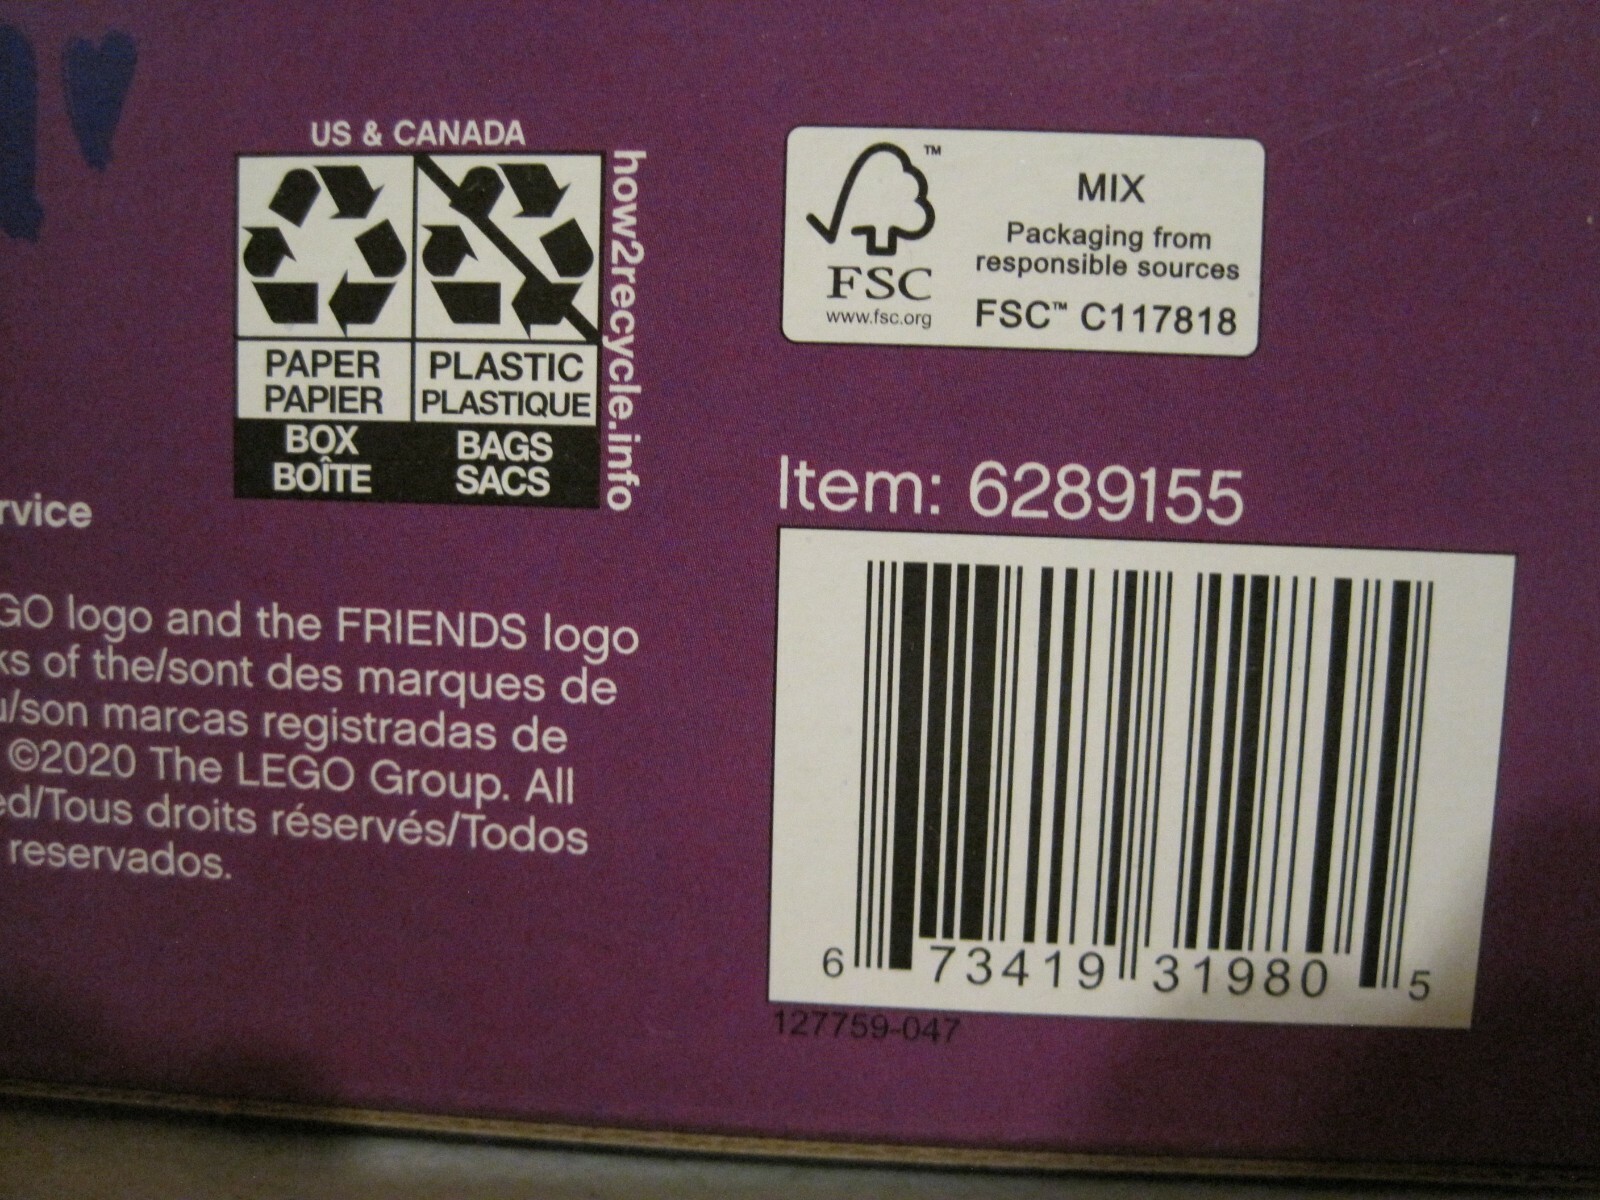 US & CANADA
PAPER
PAPIER
BOX
BOÎTE
PLASTIC
PLASTIQUE
BAGS
SACS
how2recycle.info
™
FSC
www.fsc.org
MIX
Packaging from
responsible sources
FSC™ C117818
Item: 6289155
6 73419 31980 5
127759-047
rvice
GO logo and the FRIENDS logo
ks of the/sont des marques de
u/son marcas registradas de
©2020 The LEGO Group. All
ed/Tous droits réservés/Todos
reservados.